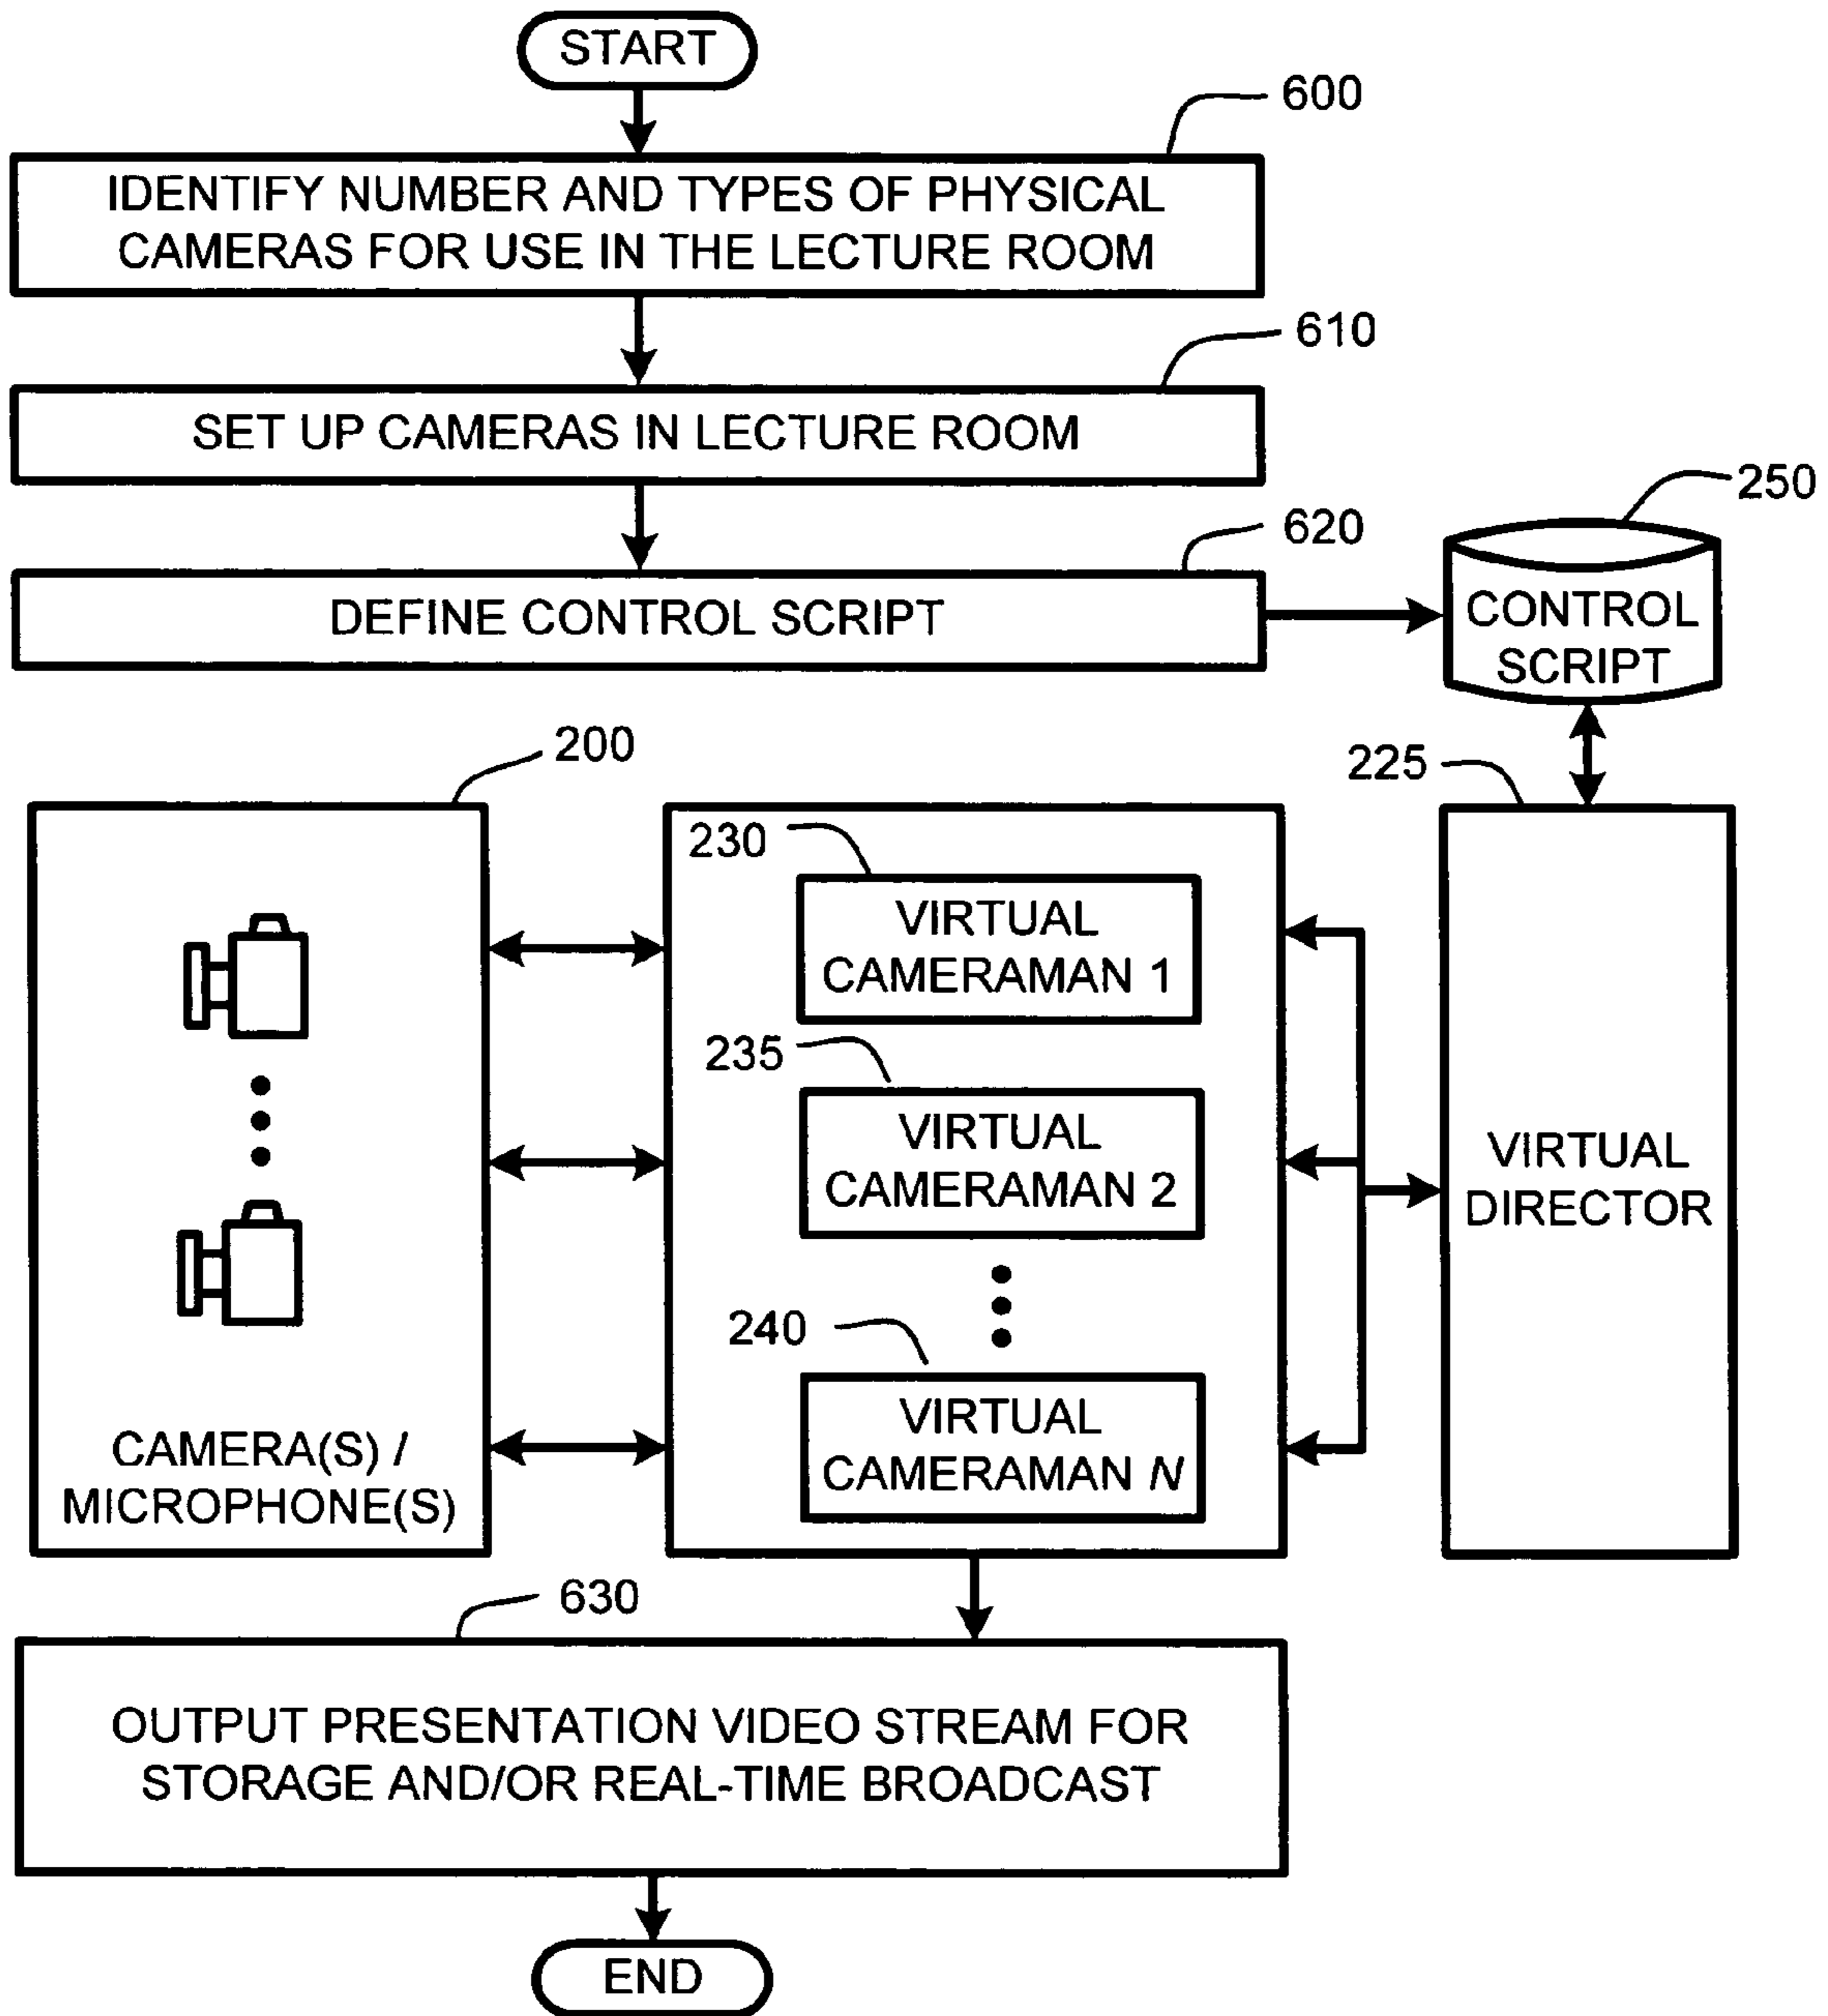 START
600
IDENTIFY NUMBER AND TYPES OF PHYSICAL
CAMERAS FOR USE IN THE LECTURE ROOM
610
SET UP CAMERAS IN LECTURE ROOM
620
DEFINE CONTROL SCRIPT
250
CONTROL
SCRIPT
200
CAMERA(S) /
MICROPHONE(S)
230
VIRTUAL
CAMERAMAN 1
235
VIRTUAL
CAMERAMAN 2
240
VIRTUAL
CAMERAMAN N
225
VIRTUAL
DIRECTOR
630
OUTPUT PRESENTATION VIDEO STREAM FOR
STORAGE AND/OR REAL-TIME BROADCAST
END